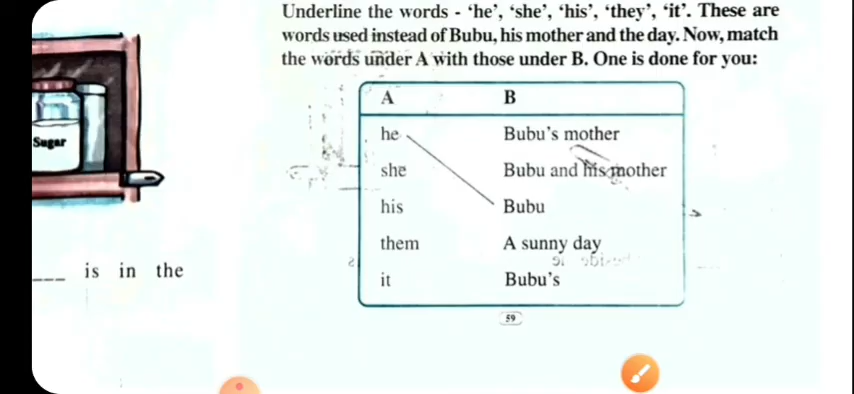 Underline the words - ‘he’, ‘she’, ‘his’, ‘they’, ‘it’. These are
words used instead of Bubu, his mother and the day. Now, match
the words under A with those under B. One is done for you:
Sugar
A B
he Bubu's mother
she Bubu and his mother
his Bubu
them A sunny day
is in the
it Bubu's
59